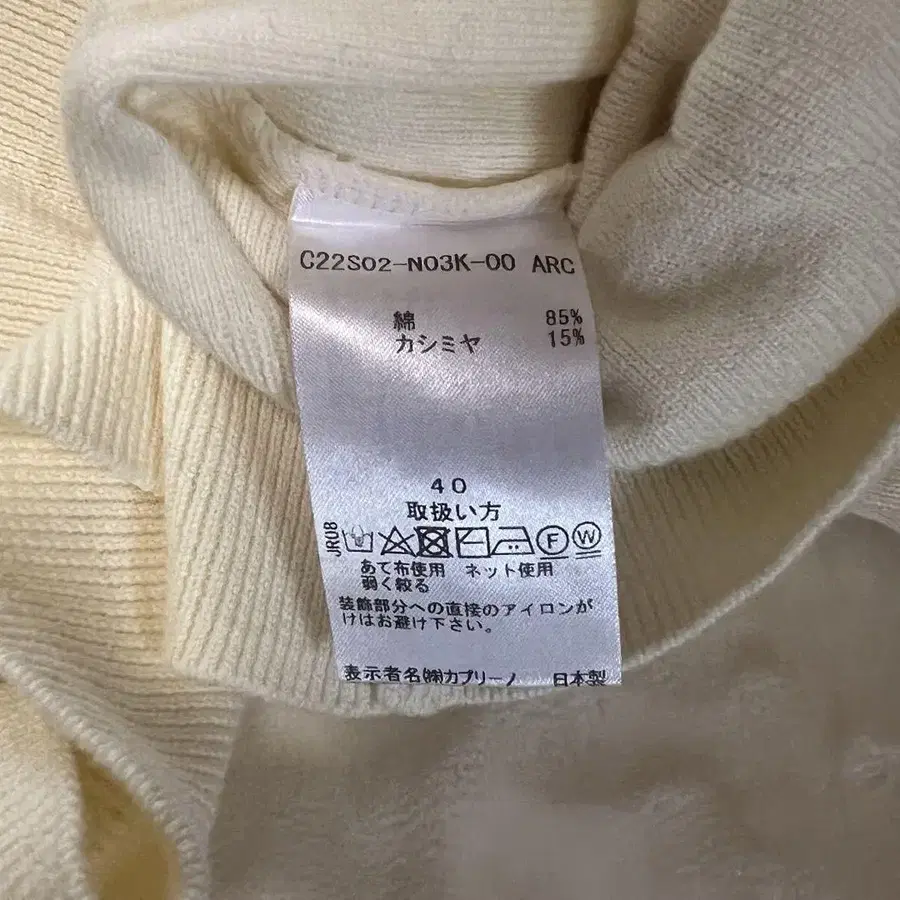 C22S02-N03K-00 ARC
綿 85%
カシミヤ 15%
40
取扱い方
JR08
F W
あて布使用 ネット使用
弱く絞る
装飾部分への直接のアイロンが
けはお避け下さい。
表示者名㈱カプリーノ 日本製